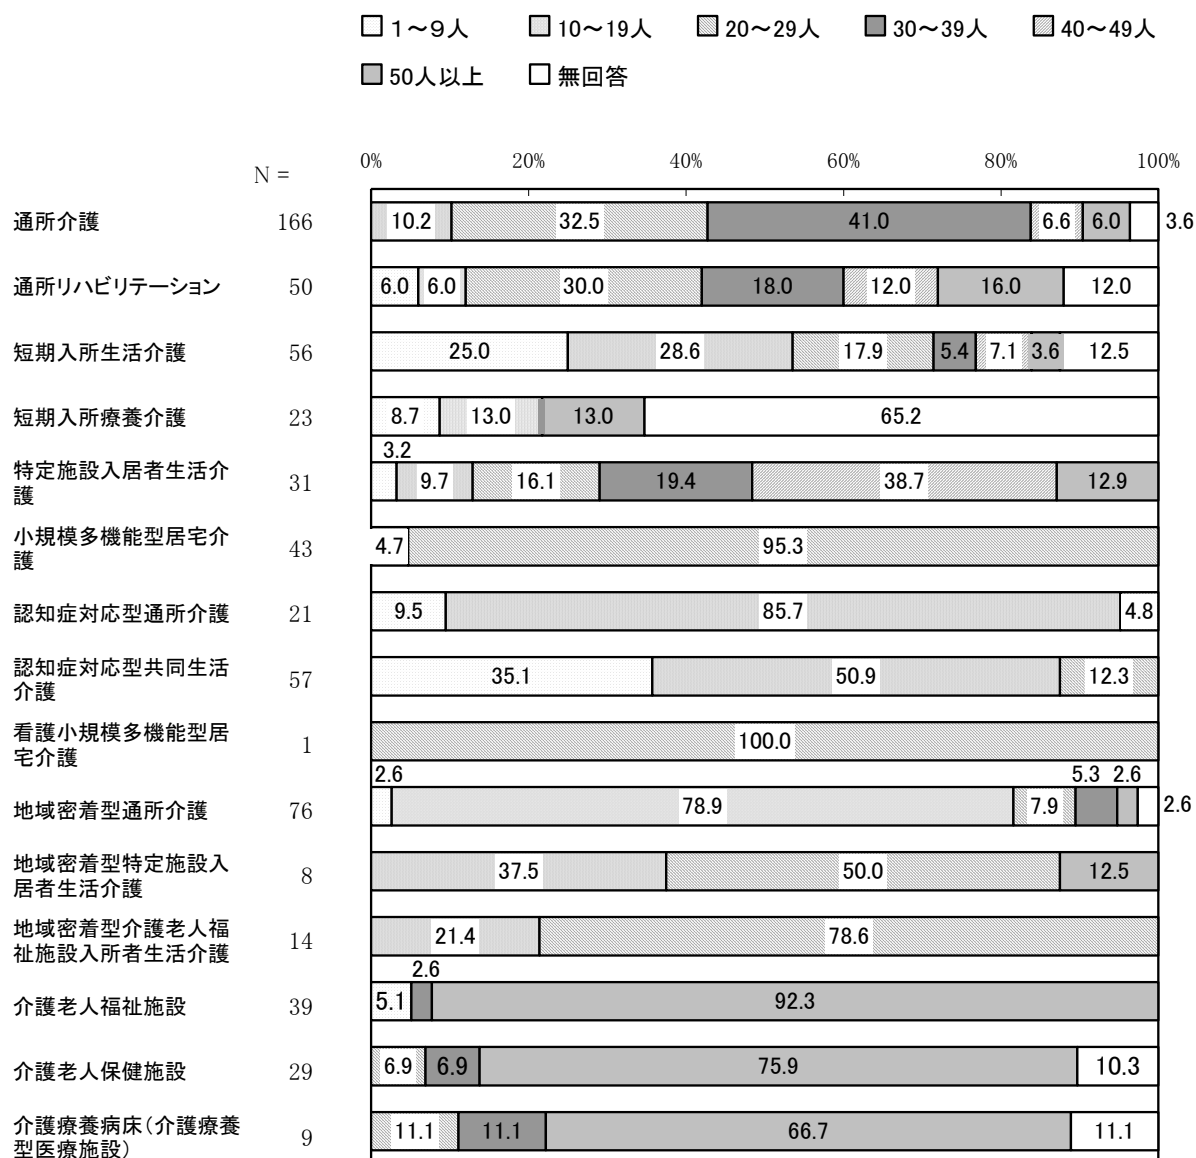 １～９人 10～19人 20～29人 30～39人 40～49人
50人以上 無回答
0% 20% 40% 60% 80% 100%
N =
通所介護 166 10.2 32.5 41.0 6.6 6.0 3.6
通所リハビリテーション 50 6.0 6.0 30.0 18.0 12.0 16.0 12.0
短期入所生活介護 56 25.0 28.6 17.9 5.4 7.1 3.6 12.5
短期入所療養介護 23 8.7 13.0 13.0 65.2
3.2
特定施設入居者生活介
護 31 9.7 16.1 19.4 38.7 12.9
小規模多機能型居宅介
護 43 4.7 95.3
認知症対応型通所介護 21 9.5 85.7 4.8
認知症対応型共同生活
介護 57 35.1 50.9 12.3
看護小規模多機能型居
宅介護 1 100.0
2.6 5.3 2.6
地域密着型通所介護 76 78.9 7.9 2.6
地域密着型特定施設入
居者生活介護 8 37.5 50.0 12.5
地域密着型介護老人福
祉施設入所者生活介護 14 21.4 78.6
2.6
介護老人福祉施設 39 5.1 92.3
介護老人保健施設 29 6.9 6.9 75.9 10.3
介護療養病床（介護療養
型医療施設） 9 11.1 11.1 66.7 11.1